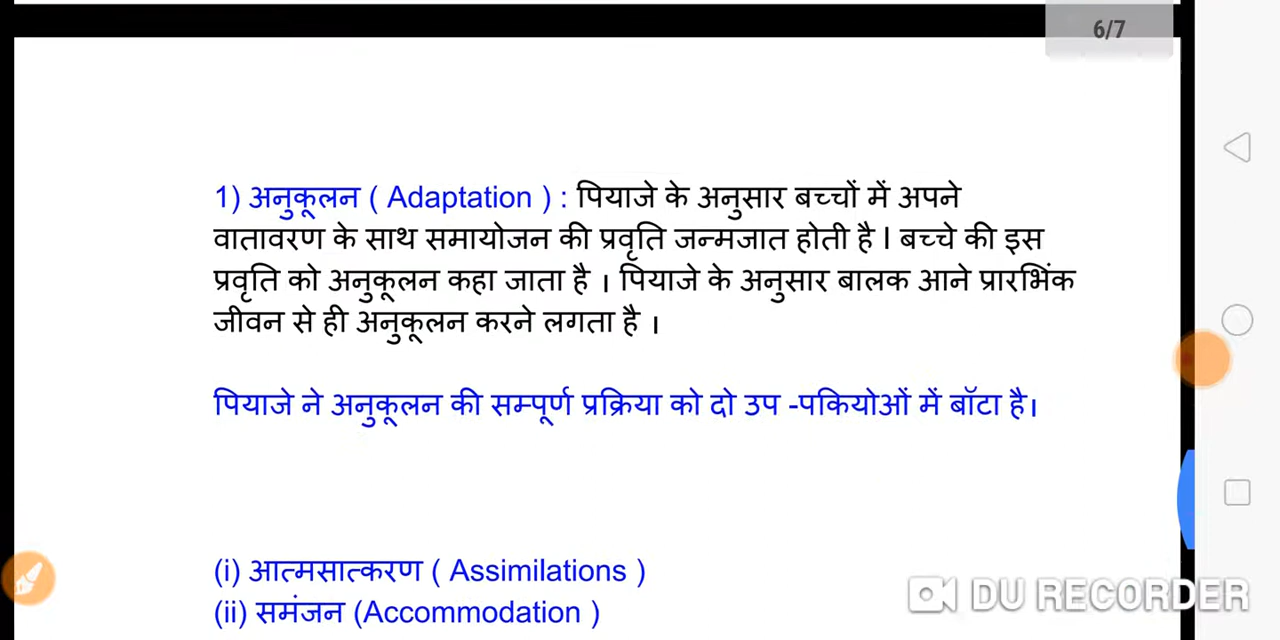 6/7
1) अनुकूलन ( Adaptation ) : पियाजे के अनुसार बच्चों में अपने
वातावरण के साथ समायोजन की प्रवृति जन्मजात होती है l बच्चे की इस
प्रवृति को अनुकूलन कहा जाता है । पियाजे के अनुसार बालक आने प्रारभिंक
जीवन से ही अनुकूलन करने लगता है ।
पियाजे ने अनुकूलन की सम्पूर्ण प्रक्रिया को दो उप -पकियोओं में बॉटा है।
(i) आत्मसात्करण ( Assimilations )
(ii) समंजन (Accommodation )
DU RECORDER